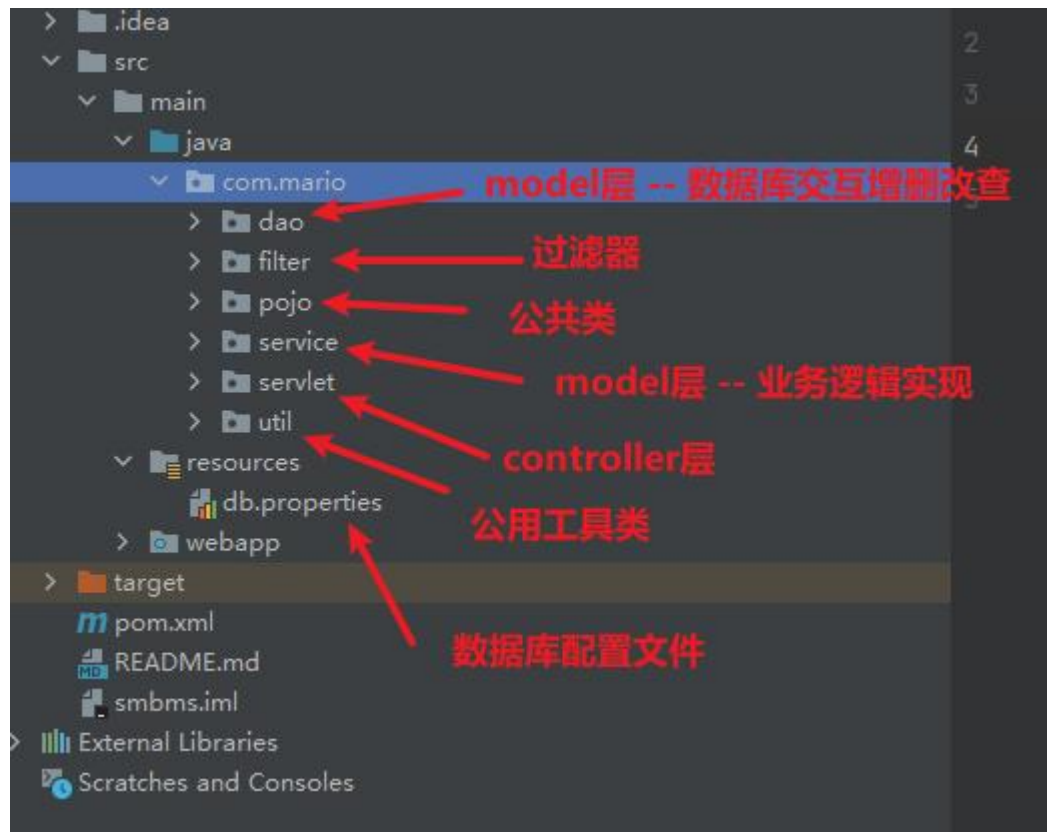 .idea
2
src
main
3
java
4
com.mario
model层 -- 数据库交互增删改查
dao
filter
过滤器
pojo
公共类
service
servlet
model层 -- 业务逻辑实现
util
controller层
resources
db.properties
公用工具类
webapp
target
pom.xml
数据库配置文件
README.md
smbms.iml
External Libraries
Scratches and Consoles